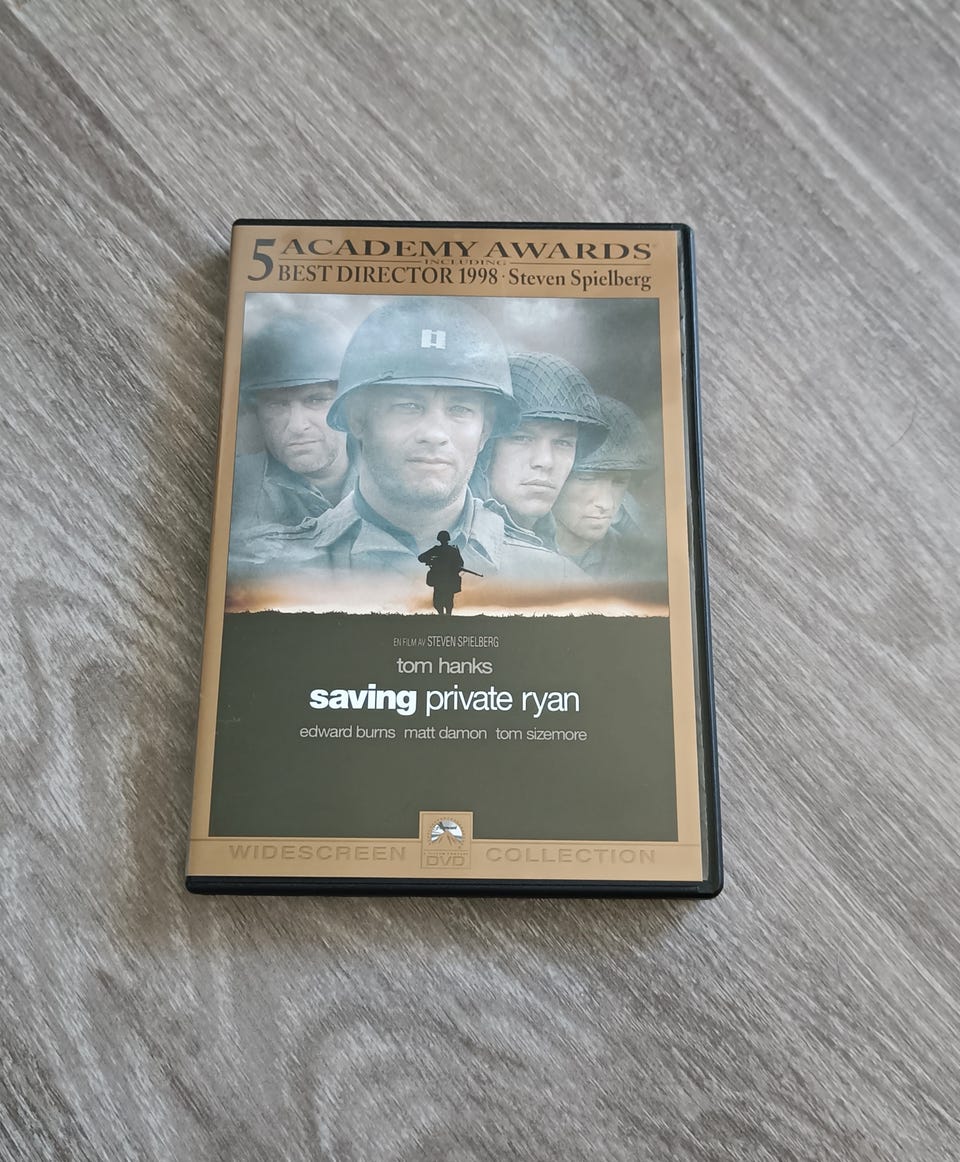 5 ACADEMY AWARDS
INCLUDING
BEST DIRECTOR 1998 · Steven Spielberg
EN FILM AV STEVEN SPIELBERG
tom hanks
saving private ryan
edward burns matt damon tom sizemore
WIDESCREEN DVD COLLECTION